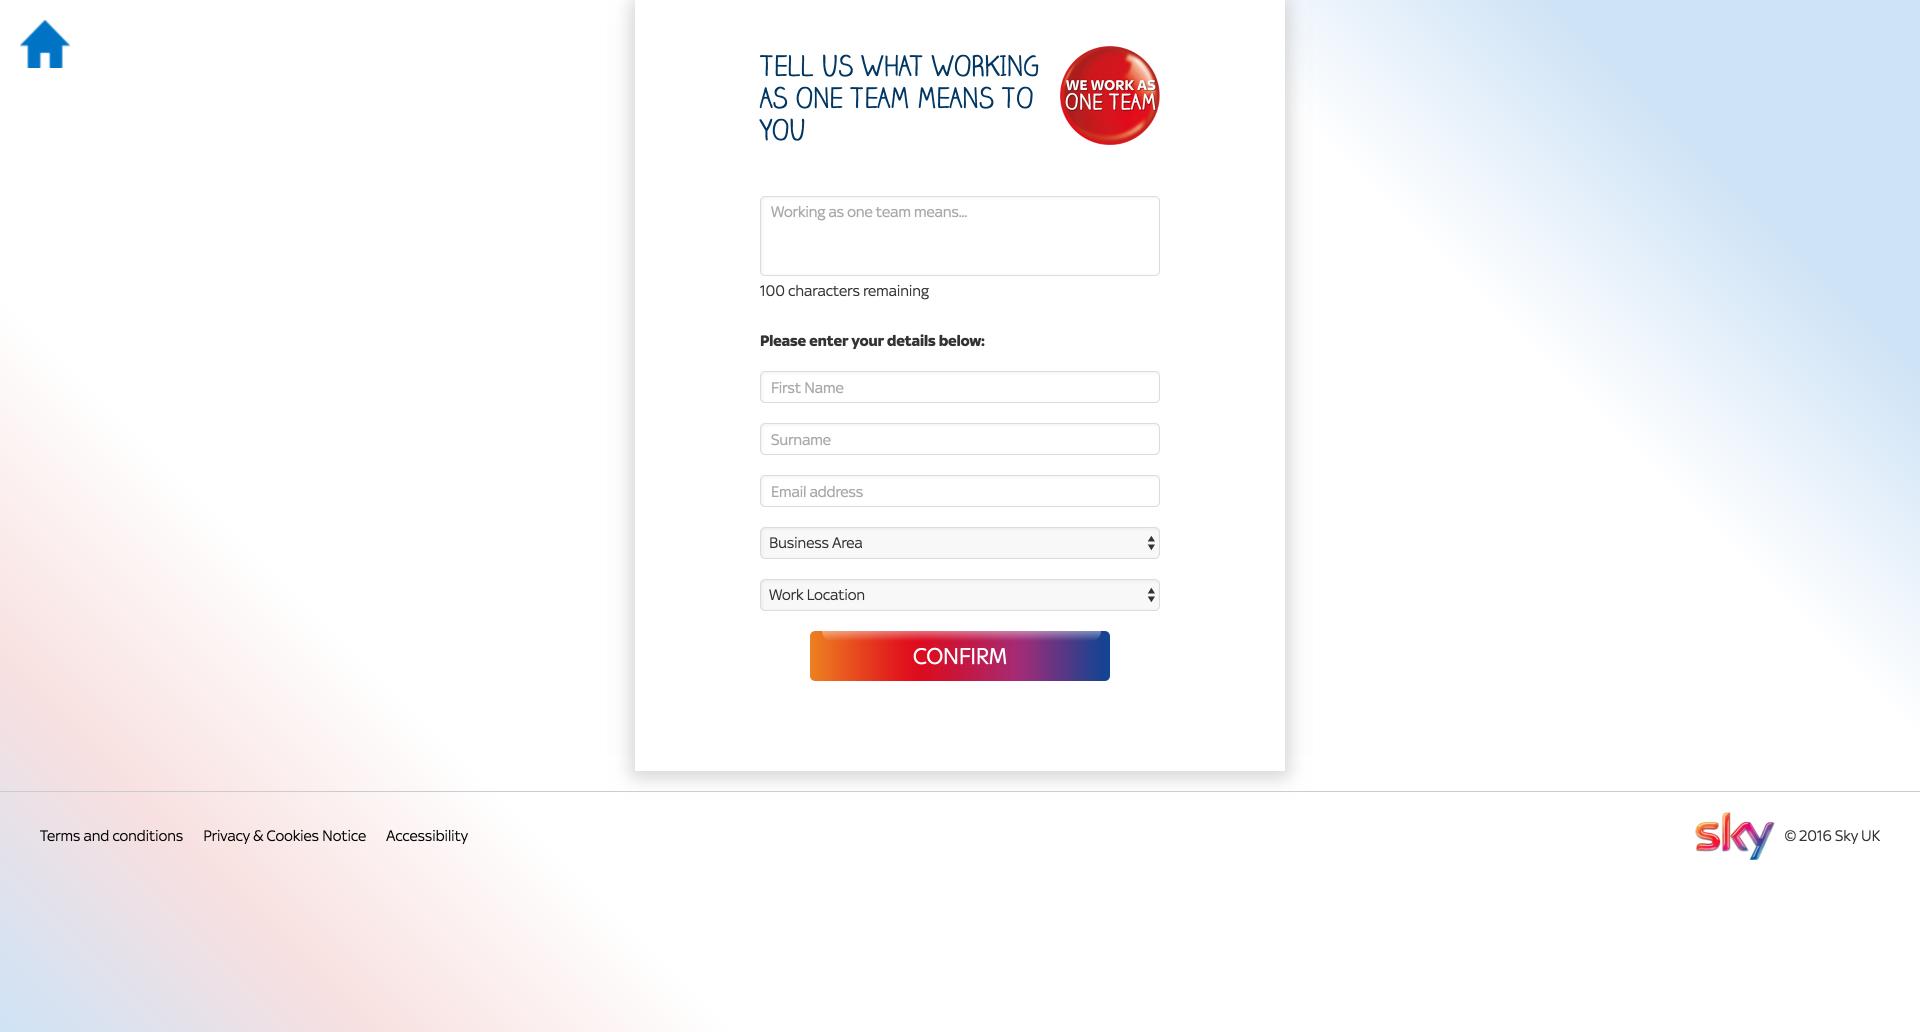 TELL US WHAT WORKING
AS ONE TEAM MEANS TO
YOU
WE WORK AS
ONE TEAM
Working as one team means...
100 characters remaining
Please enter your details below:
First Name
Surname
Email address
Business Area
Work Location
CONFIRM
Terms and conditions Privacy & Cookies Notice Accessibility
sky © 2016 Sky UK